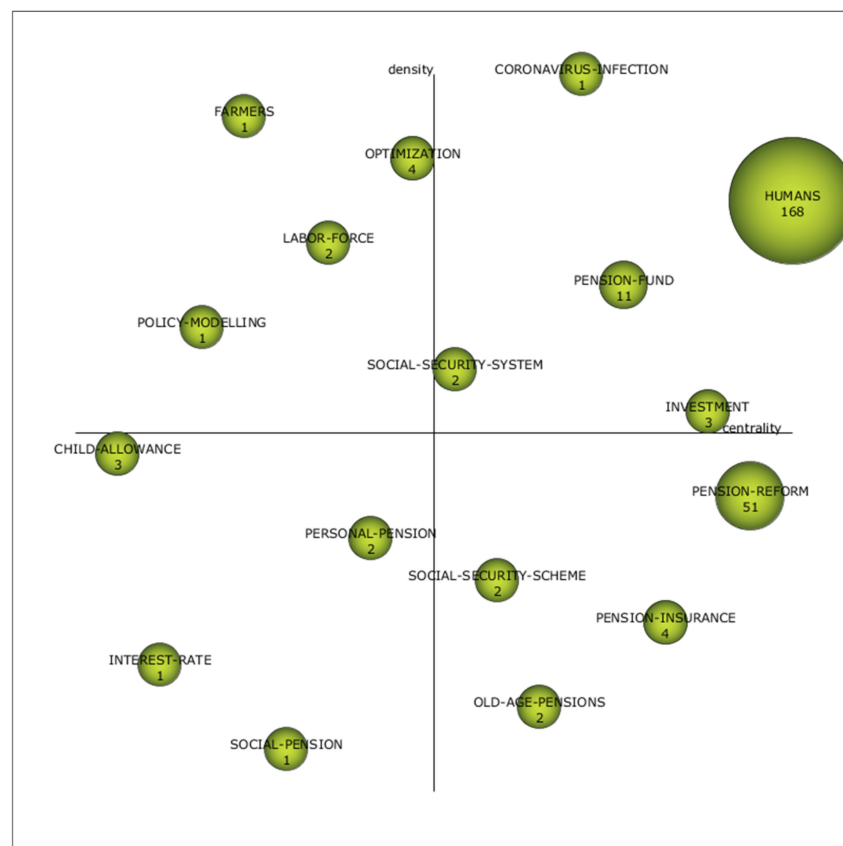 density
CORONAVIRUS-INFECTION
1
FARMERS
1
OPTIMIZATION
4
HUMANS
168
LABOR-FORCE
2
PENSION-FUND
11
POLICY-MODELLING
1
SOCIAL-SECURITY-SYSTEM
2
INVESTMENT
3
centrality
CHILD-ALLOWANCE
3
PENSION-REFORM
51
PERSONAL-PENSION
2
SOCIAL-SECURITY-SCHEME
2
PENSION-INSURANCE
4
INTEREST-RATE
1
OLD-AGE-PENSIONS
2
SOCIAL-PENSION
1